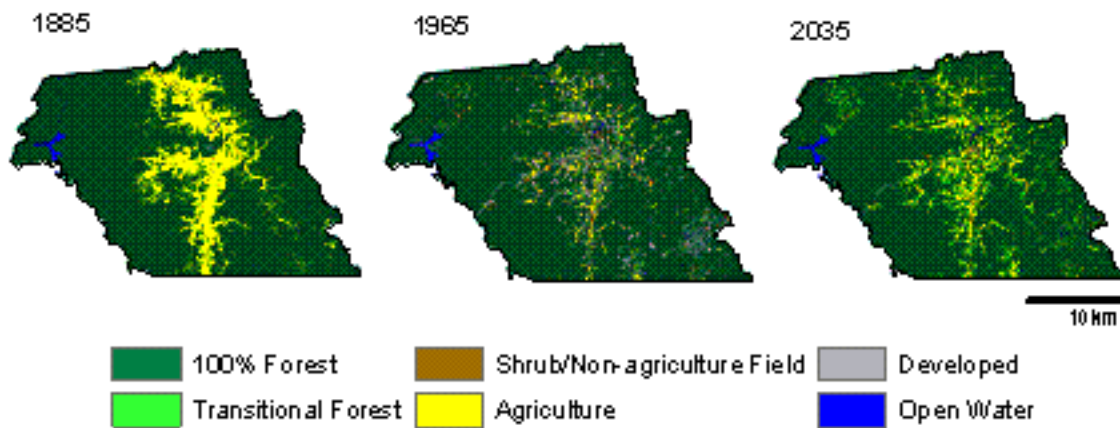 1885
1965
2035
10 km
100% Forest
Shrub/Non-agriculture Field
Developed
Transitional Forest
Agriculture
Open Water